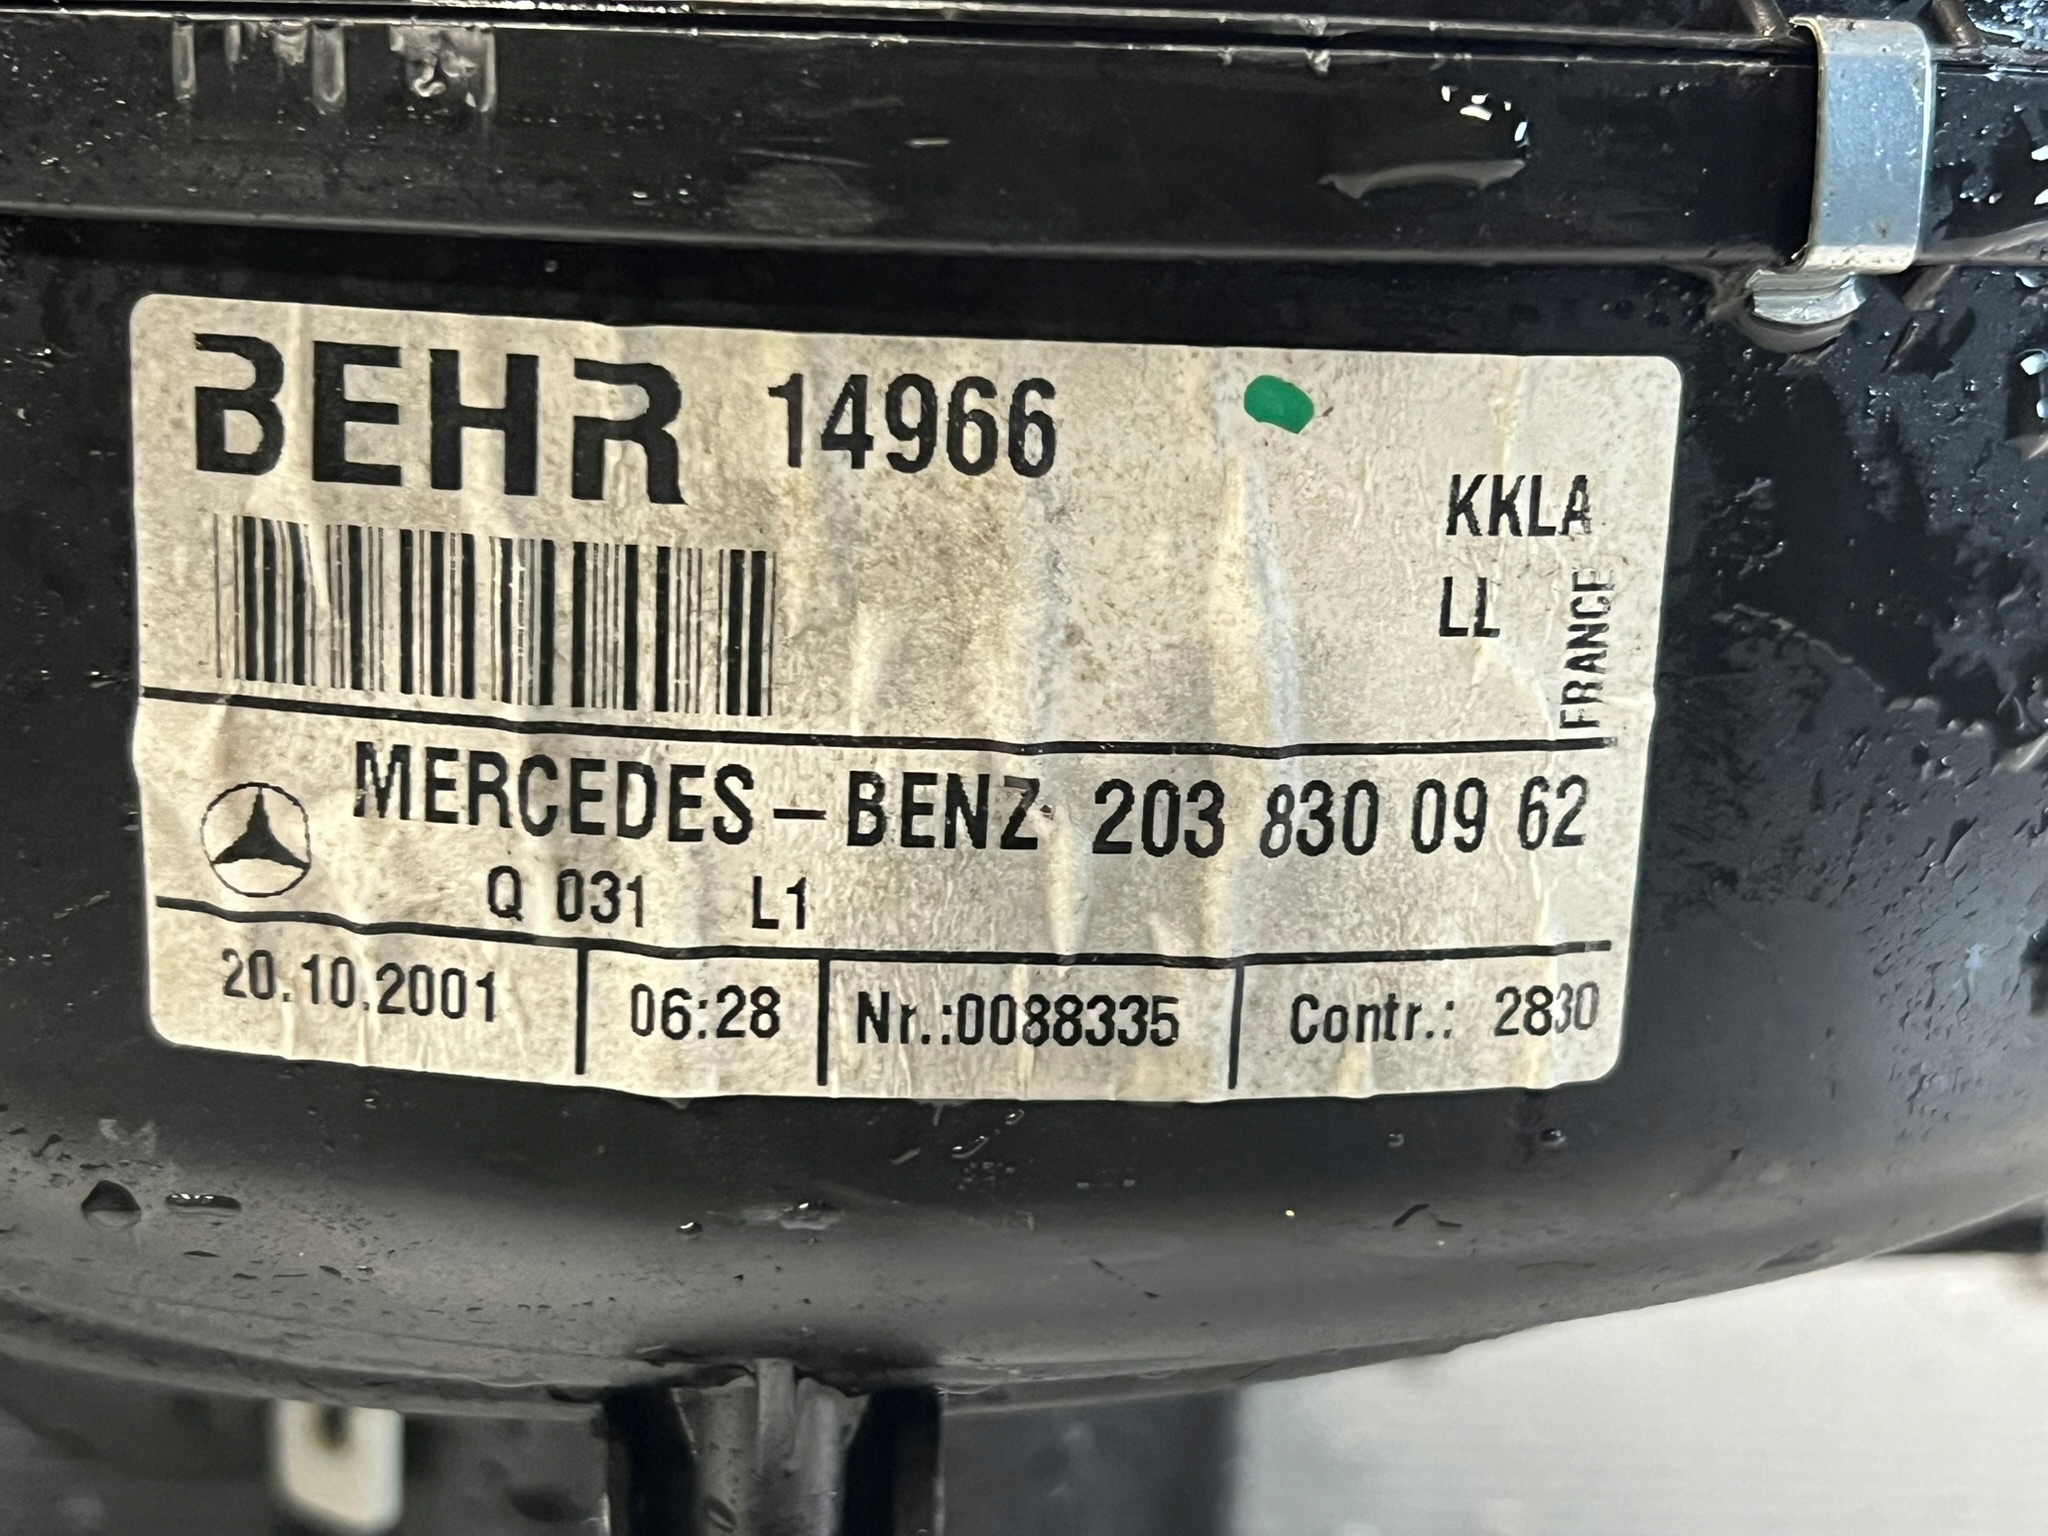 BEHR 14966
KKLA
LL
FRANCE
MERCEDES-BENZ 203 830 09 62
Q 031 L1
20.10.2001 06:28 Nr.:0088335 Contr.: 2830